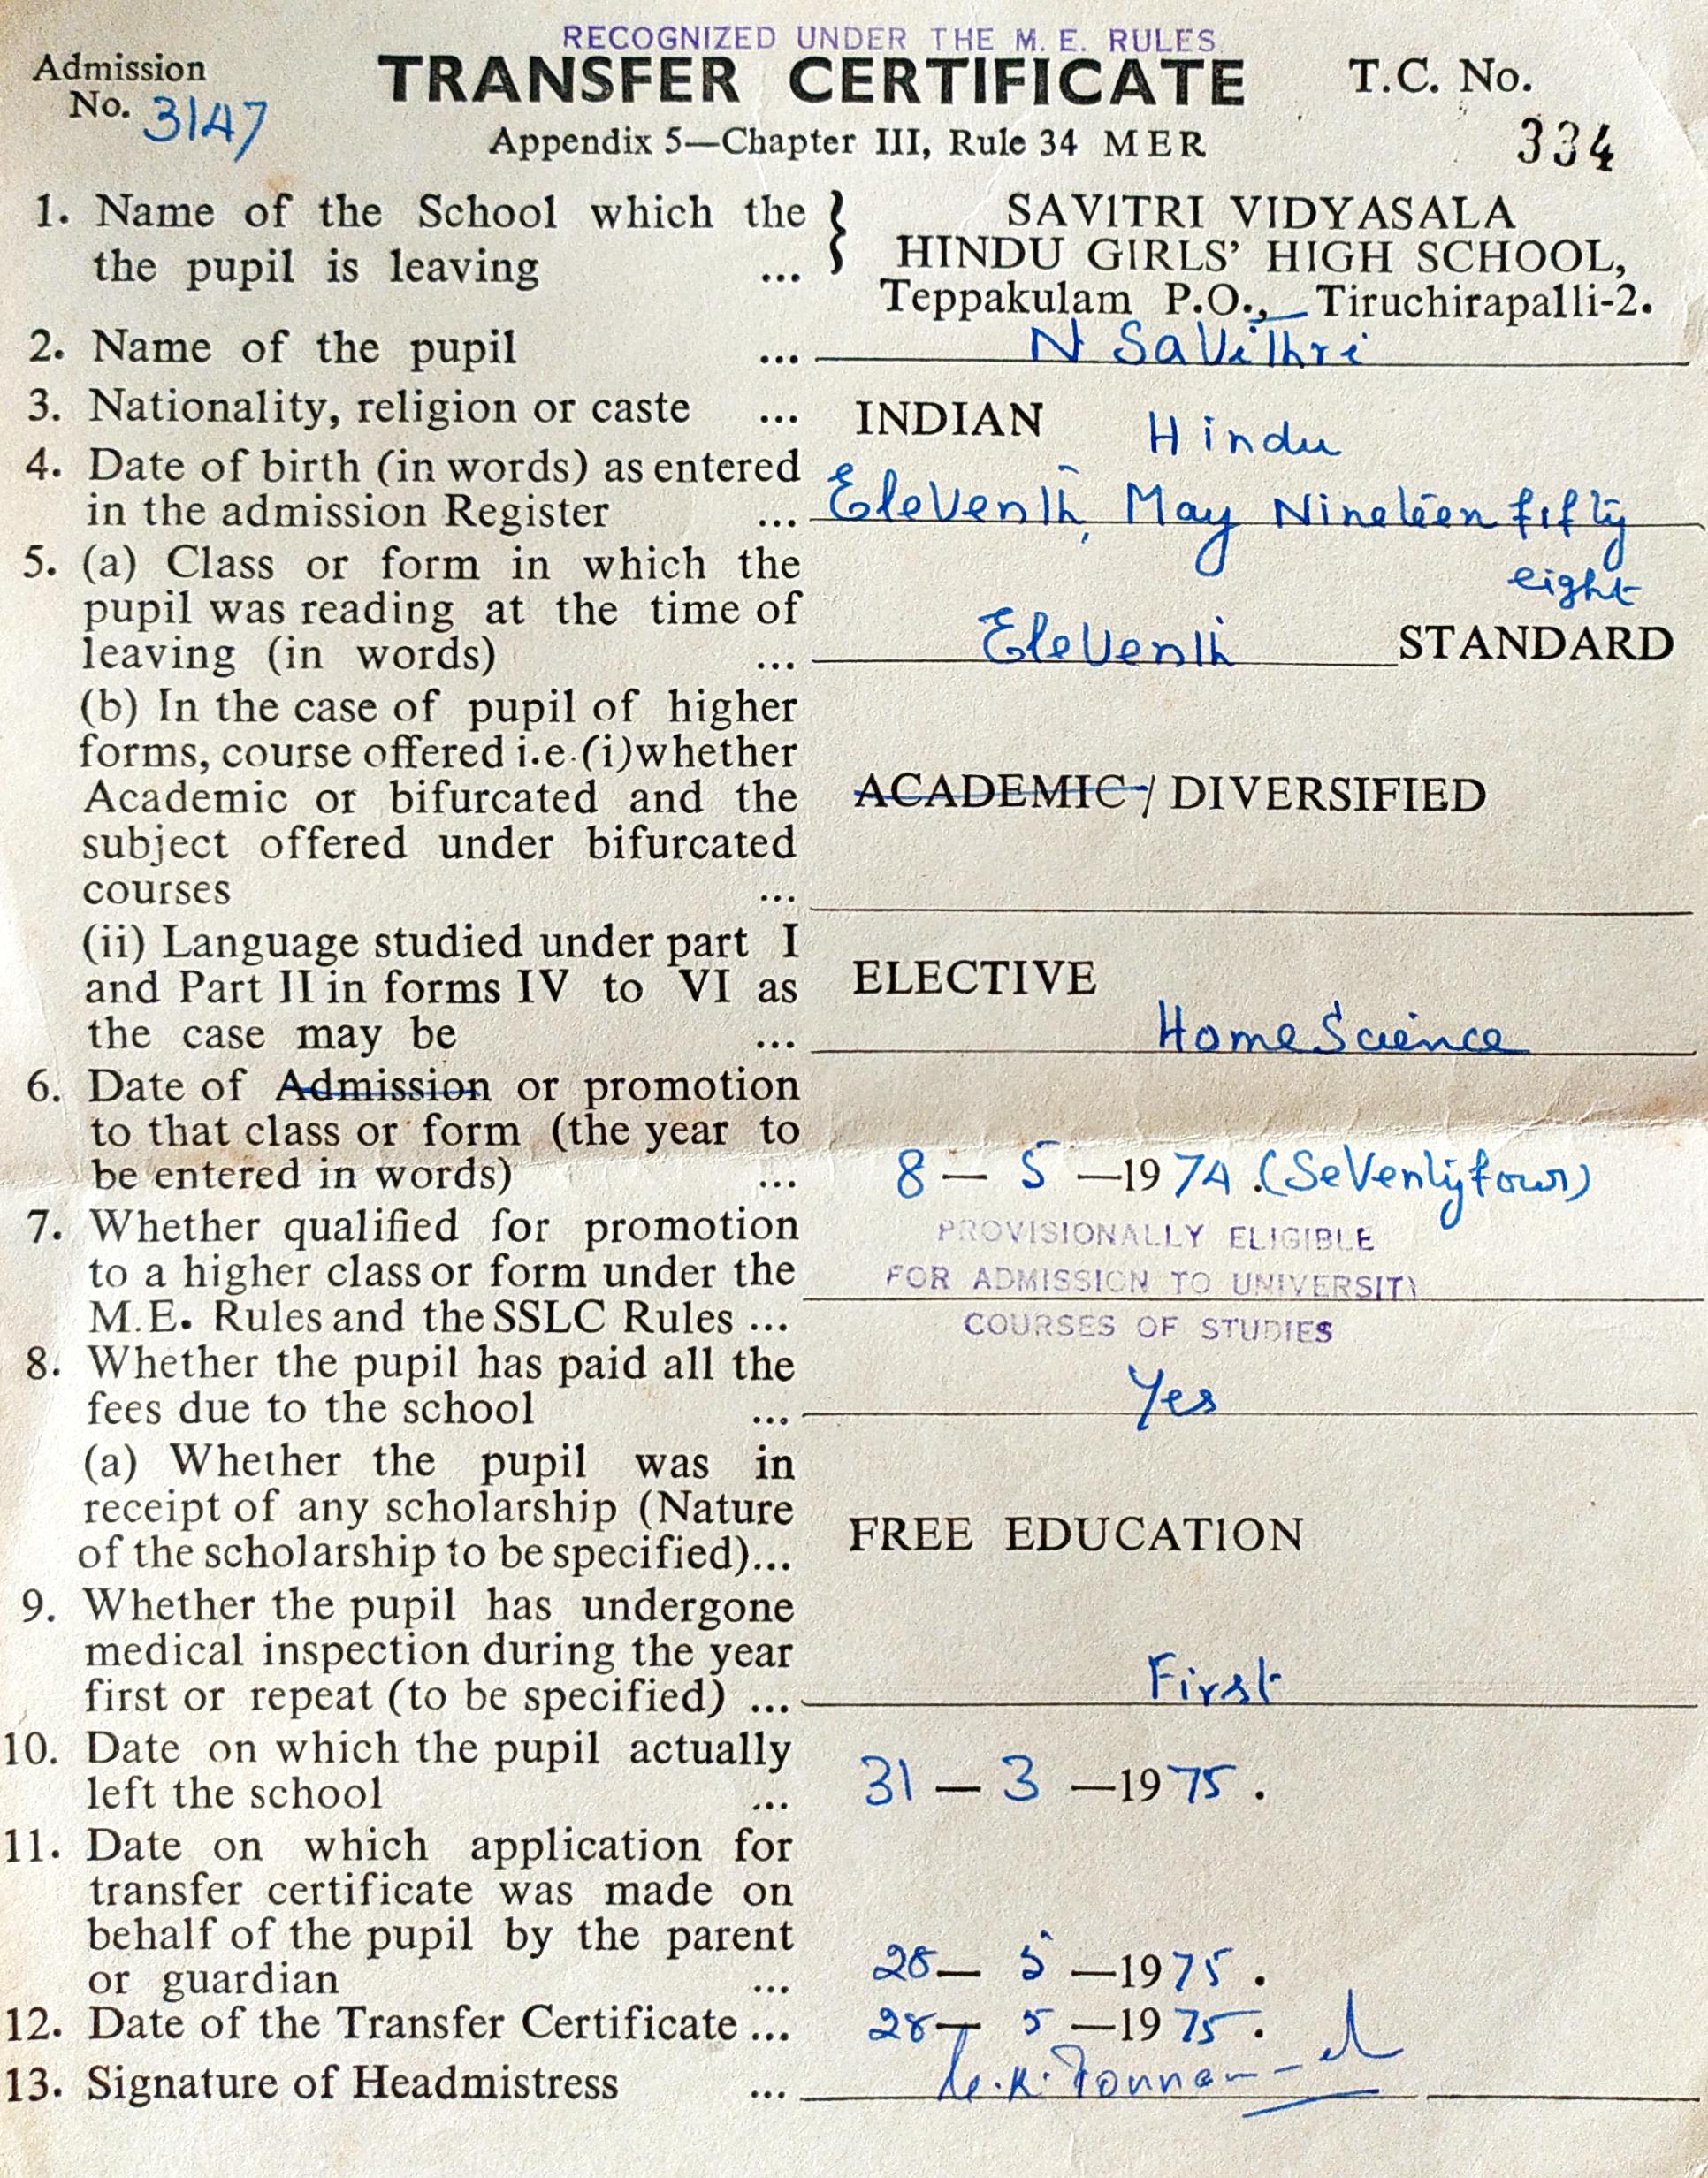 RECOGNIZED UNDER THE M. E. RULES
Admission
No. 3147
TRANSFER CERTIFICATE
T.C. No.
334
Appendix 5—Chapter III, Rule 34 MER
1. Name of the School which the
the pupil is leaving ...
SAVITRI VIDYASALA
HINDU GIRLS' HIGH SCHOOL,
Teppakulam P.O., Tiruchirapalli-2.
2. Name of the pupil ... N Savithri
3. Nationality, religion or caste ... INDIAN Hindu
4. Date of birth (in words) as entered
in the admission Register ... Eleventh, May Nineteen fifty
eight
5. (a) Class or form in which the
pupil was reading at the time of
leaving (in words) ... Eleventh STANDARD
(b) In the case of pupil of higher
forms, course offered i.e. (i) whether
Academic or bifurcated and the
subject offered under bifurcated
courses ...
ACADEMIC / DIVERSIFIED
(ii) Language studied under part I
and Part II in forms IV to VI as
the case may be ...
ELECTIVE
Home Science
6. Date of Admission or promotion
to that class or form (the year to
be entered in words) ... 8 — 5 —1974. (Seventyfour)
7. Whether qualified for promotion
to a higher class or form under the
M.E. Rules and the SSLC Rules ...
PROVISIONALLY ELIGIBLE
FOR ADMISSION TO UNIVERSITY
COURSES OF STUDIES
8. Whether the pupil has paid all the
fees due to the school ... Yes
(a) Whether the pupil was in
receipt of any scholarship (Nature
of the scholarship to be specified)...
FREE EDUCATION
9. Whether the pupil has undergone
medical inspection during the year
first or repeat (to be specified) ... First
10. Date on which the pupil actually
left the school ... 31 — 3 —1975.
11. Date on which application for
transfer certificate was made on
behalf of the pupil by the parent
or guardian ... 28— 5 —1975.
12. Date of the Transfer Certificate ... 28— 5 —1975.
13. Signature of Headmistress ...